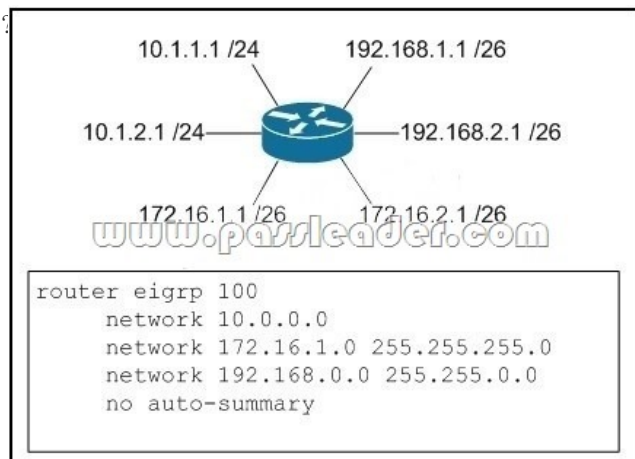 10.1.1.1 /24
192.168.1.1 /26
10.1.2.1 /24
192.168.2.1 /26
172.16.1.1 /26
172.16.2.1 /26
www.passleader.com
router eigrp 100
network 10.0.0.0
network 172.16.1.0 255.255.255.0
network 192.168.0.0 255.255.0.0
no auto-summary